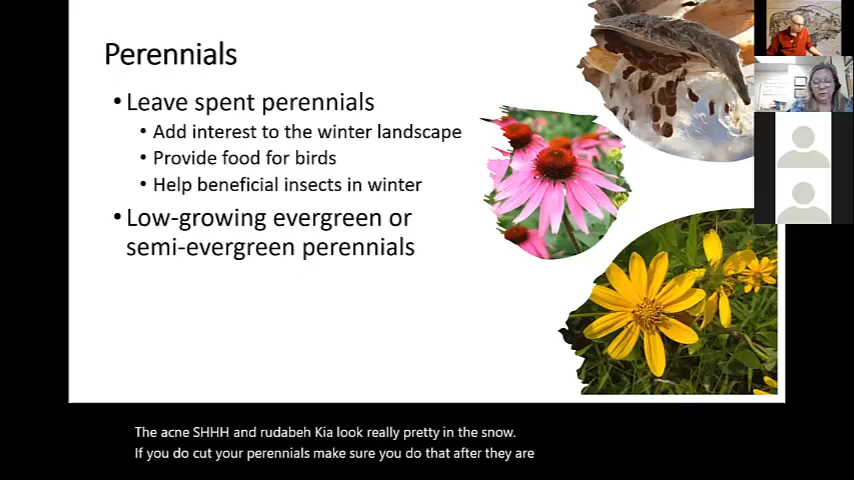 Perennials
• Leave spent perennials
• Add interest to the winter landscape
• Provide food for birds
• Help beneficial insects in winter
• Low-growing evergreen or
semi-evergreen perennials
The acne SHHH and rudabeh Kia look really pretty in the snow.
If you do cut your perennials make sure you do that after they are